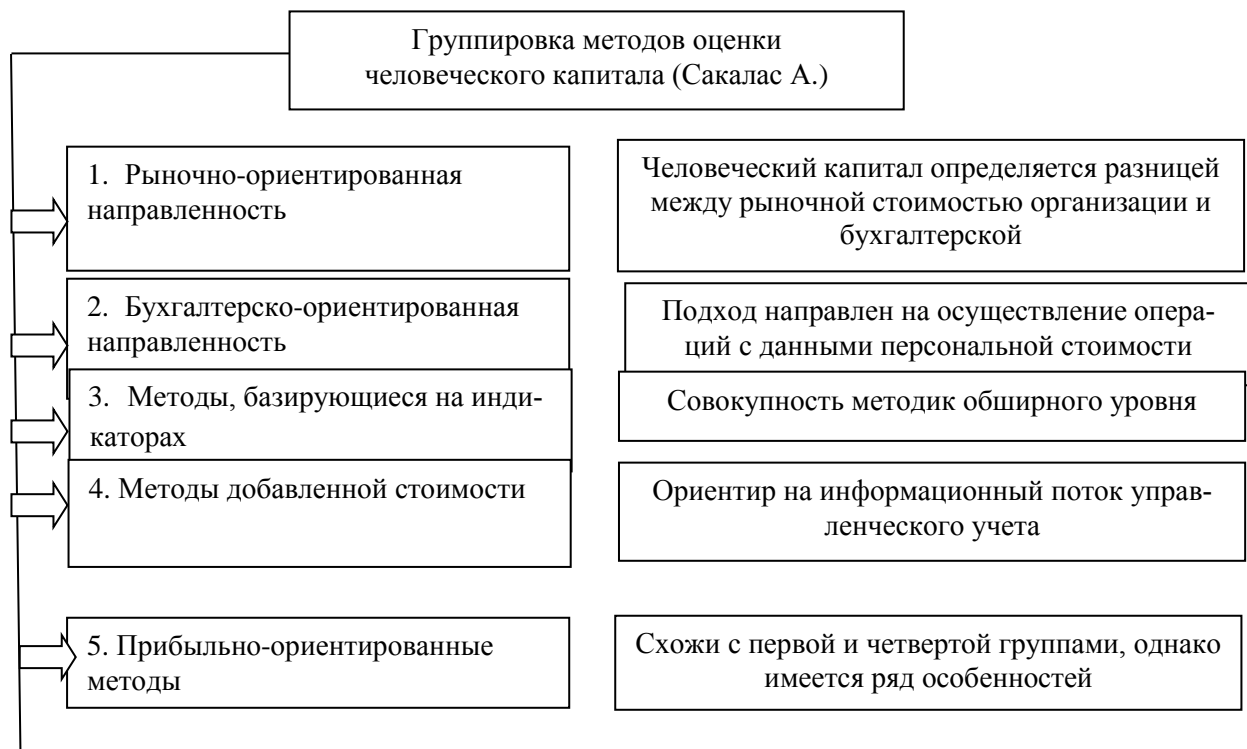 Группировка методов оценки
человеческого капитала (Сакалас А.)
1. Рыночно-ориентированная
направленность
Человеческий капитал определяется разницей
между рыночной стоимостью организации и
бухгалтерской
2. Бухгалтерско-ориентированная
направленность
Подход направлен на осуществление опера-
ций с данными персональной стоимости
3. Методы, базирующиеся на инди-
каторах
Совокупность методик обширного уровня
4. Методы добавленной стоимости
Ориентир на информационный поток управ-
ленческого учета
5. Прибыльно-ориентированные
методы
Схожи с первой и четвертой группами, однако
имеется ряд особенностей